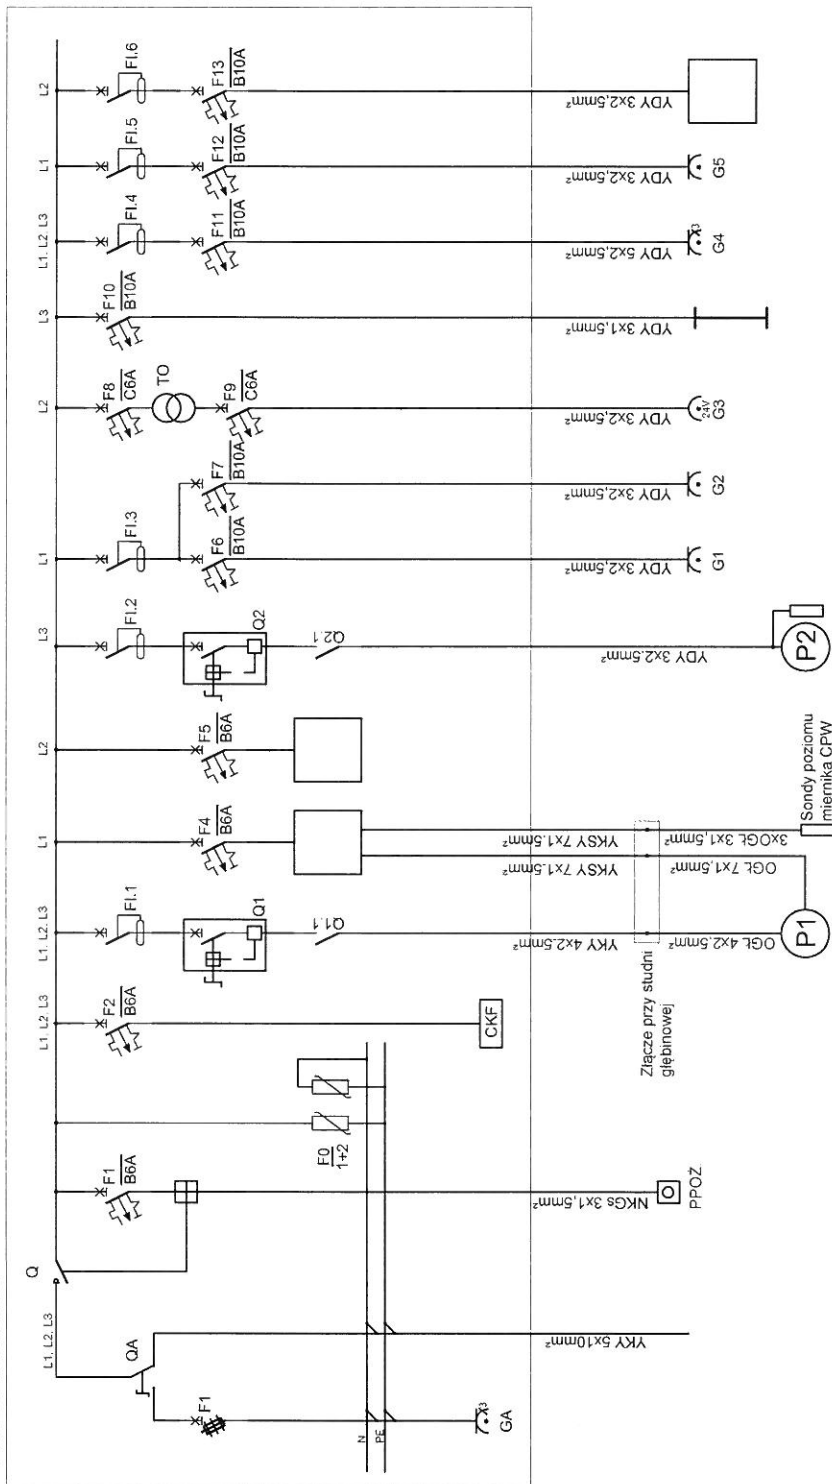 L1, L2, L3
QA
F1
GA
x3
N
PE
YKY 5x10mm²
Q
F1
B6A
NKGs 3x1,5mm²
PPOŻ
F0
1+2
L1, L2, L3
F2
B6A
CKF
L1, L2, L3
FI.1
Q1
Q1.1
YKY 4x2.5mm²
OGŁ 4x2,5mm²
P1
Złącze przy studni
głębinowej
L1
F4
B6A
YKSY 7x1.5mm²
OGŁ 7x1,5mm²
YKSY 7x1.5mm²
3xOGŁ 3x1,5mm²
Sondy poziomu
miernika CPW
L2
F5
B6A
L3
FI.2
Q2
Q2.1
YDY 3x2.5mm²
P2
L1
FI.3
F6
B10A
YDY 3x2,5mm²
G1
F7
B10A
YDY 3x2,5mm²
G2
L2
F8
C6A
TO
F9
C6A
YDY 3x2,5mm²
24V
G3
L3
F10
B10A
YDY 3x1,5mm²
L1, L2, L3
FI.4
F11
B10A
YDY 5x2,5mm²
x3
G4
L1
FI.5
F12
B10A
YDY 3x2,5mm²
G5
L2
FI.6
F13
B10A
YDY 3x2,5mm²